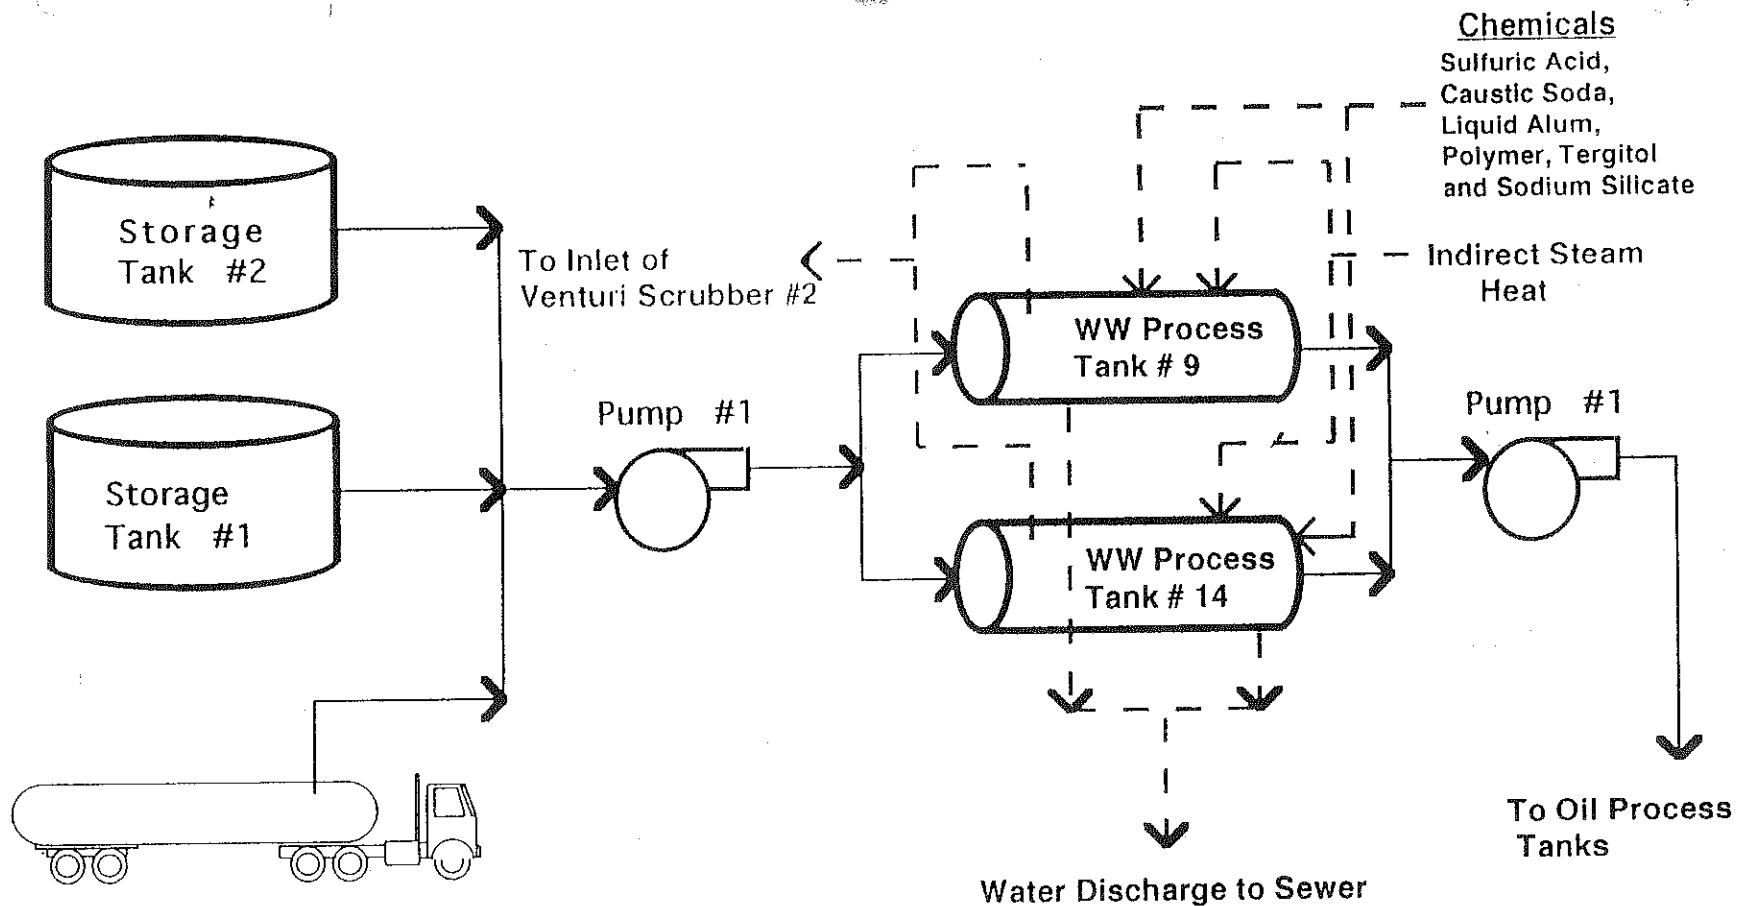 Chemicals
Sulfuric Acid,
Caustic Soda,
Liquid Alum,
Polymer, Tergitol
and Sodium Silicate
Storage
Tank #2
To Inlet of
Venturi Scrubber #2
Indirect Steam
Heat
WW Process
Tank # 9
Pump #1
Pump #1
Storage
Tank #1
WW Process
Tank # 14
To Oil Process
Tanks
Water Discharge to Sewer